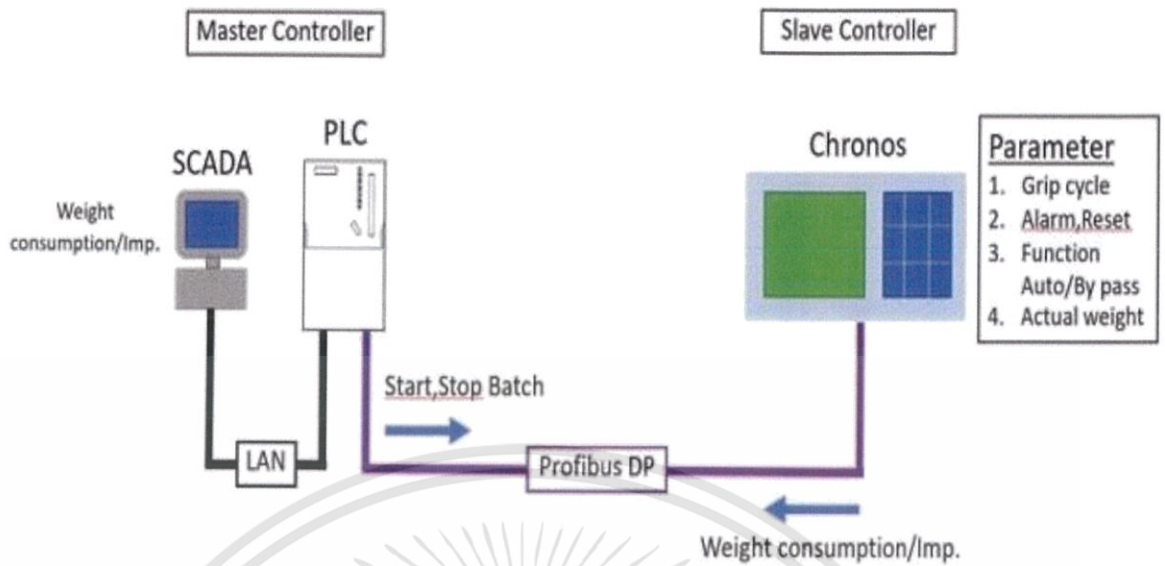 Master Controller
Slave Controller
SCADA
PLC
Weight
consumption/Imp.
Chronos
Parameter
1. Grip cycle
2. Alarm,Reset
3. Function
Auto/By pass
4. Actual weight
Start,Stop Batch
LAN
Profibus DP
Weight consumption/Imp.